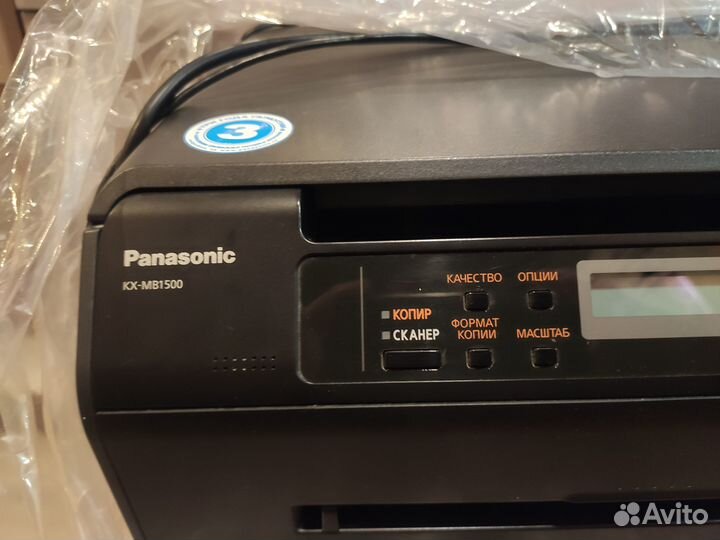 3
Panasonic
KX-MB1500
КАЧЕСТВО
ОПЦИИ
КОПИР
СКАНЕР
ФОРМАТ
КОПИИ
МАСШТАБ
Avito